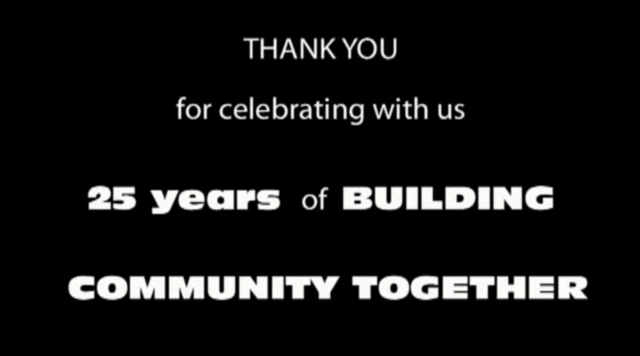 THANK YOU
for celebrating with us
25 years of BUILDING
COMMUNITY TOGETHER